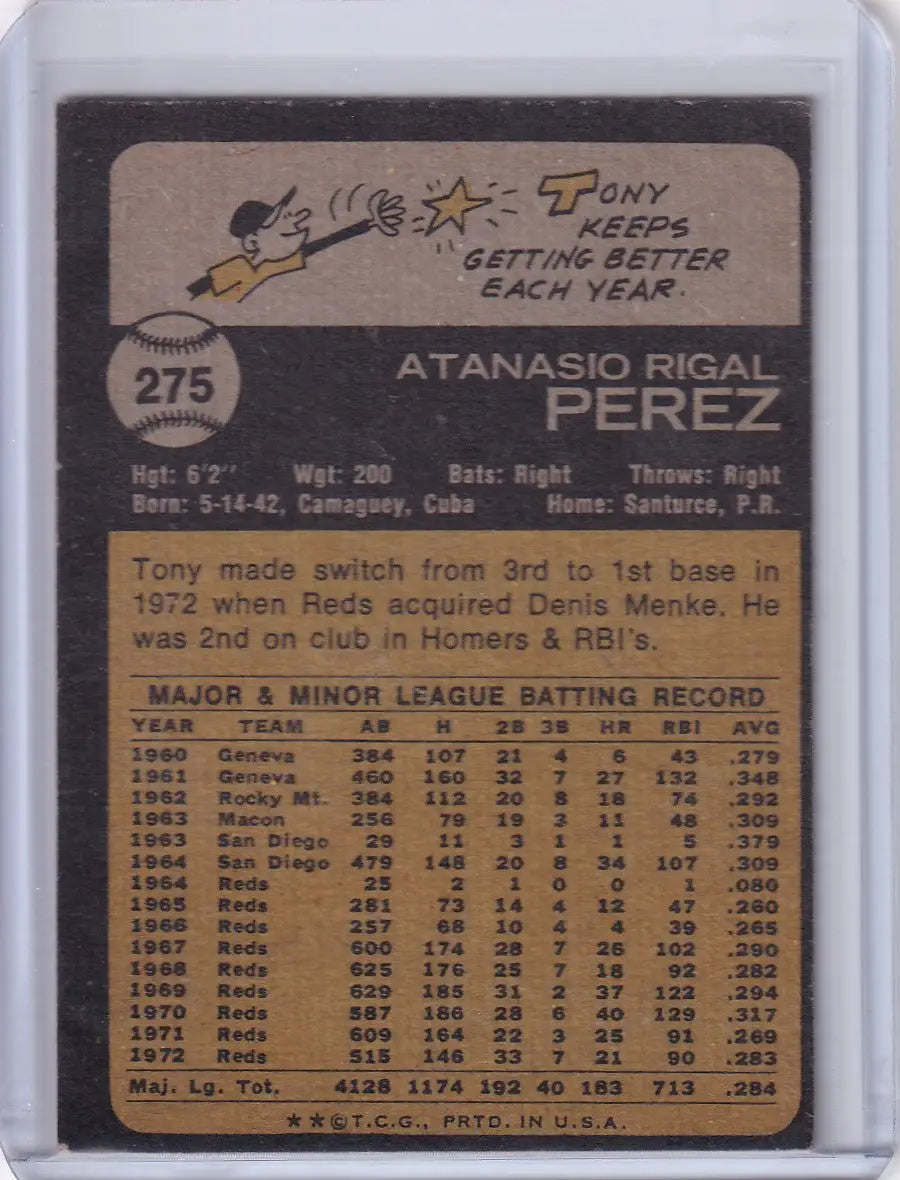 TONY
KEEPS
GETTING BETTER
EACH YEAR.
275
ATANASIO RIGAL
PEREZ
Hgt: 6'2" Wgt: 200 Bats: Right Throws: Right
Born: 5-14-42, Camaguey, Cuba Home: Santurce, P.R.
Tony made switch from 3rd to 1st base in
1972 when Reds acquired Denis Menke. He
was 2nd on club in Homers & RBI's.
MAJOR & MINOR LEAGUE BATTING RECORD
YEAR TEAM AB H 2B 3B HR RBI AVG
1960 Geneva 384 107 21 4 6 43 .279
1961 Geneva 460 160 32 7 27 132 .348
1962 Rocky Mt. 384 112 20 8 18 74 .292
1963 Macon 256 79 19 3 11 48 .309
1963 San Diego 29 11 3 1 1 5 .379
1964 San Diego 479 148 20 8 34 107 .309
1964 Reds 25 2 1 0 0 1 .080
1965 Reds 281 73 14 4 12 47 .260
1966 Reds 257 68 10 4 4 39 .265
1967 Reds 600 174 28 7 26 102 .290
1968 Reds 625 176 25 7 18 92 .282
1969 Reds 629 185 31 2 37 122 .294
1970 Reds 587 186 28 6 40 129 .317
1971 Reds 609 164 22 3 25 91 .269
1972 Reds 515 146 33 7 21 90 .283
Maj. Lg. Tot. 4128 1174 192 40 183 713 .284
**©T.C.G., PRTD. IN U.S.A.